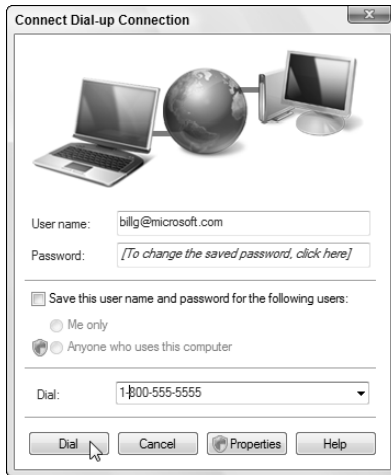 Connect Dial-up Connection
User name: billg@microsoft.com
Password: [To change the saved password, click here]
Save this user name and password for the following users:
Me only
Anyone who uses this computer
Dial: 1-800-555-5555
Dial Cancel Properties Help